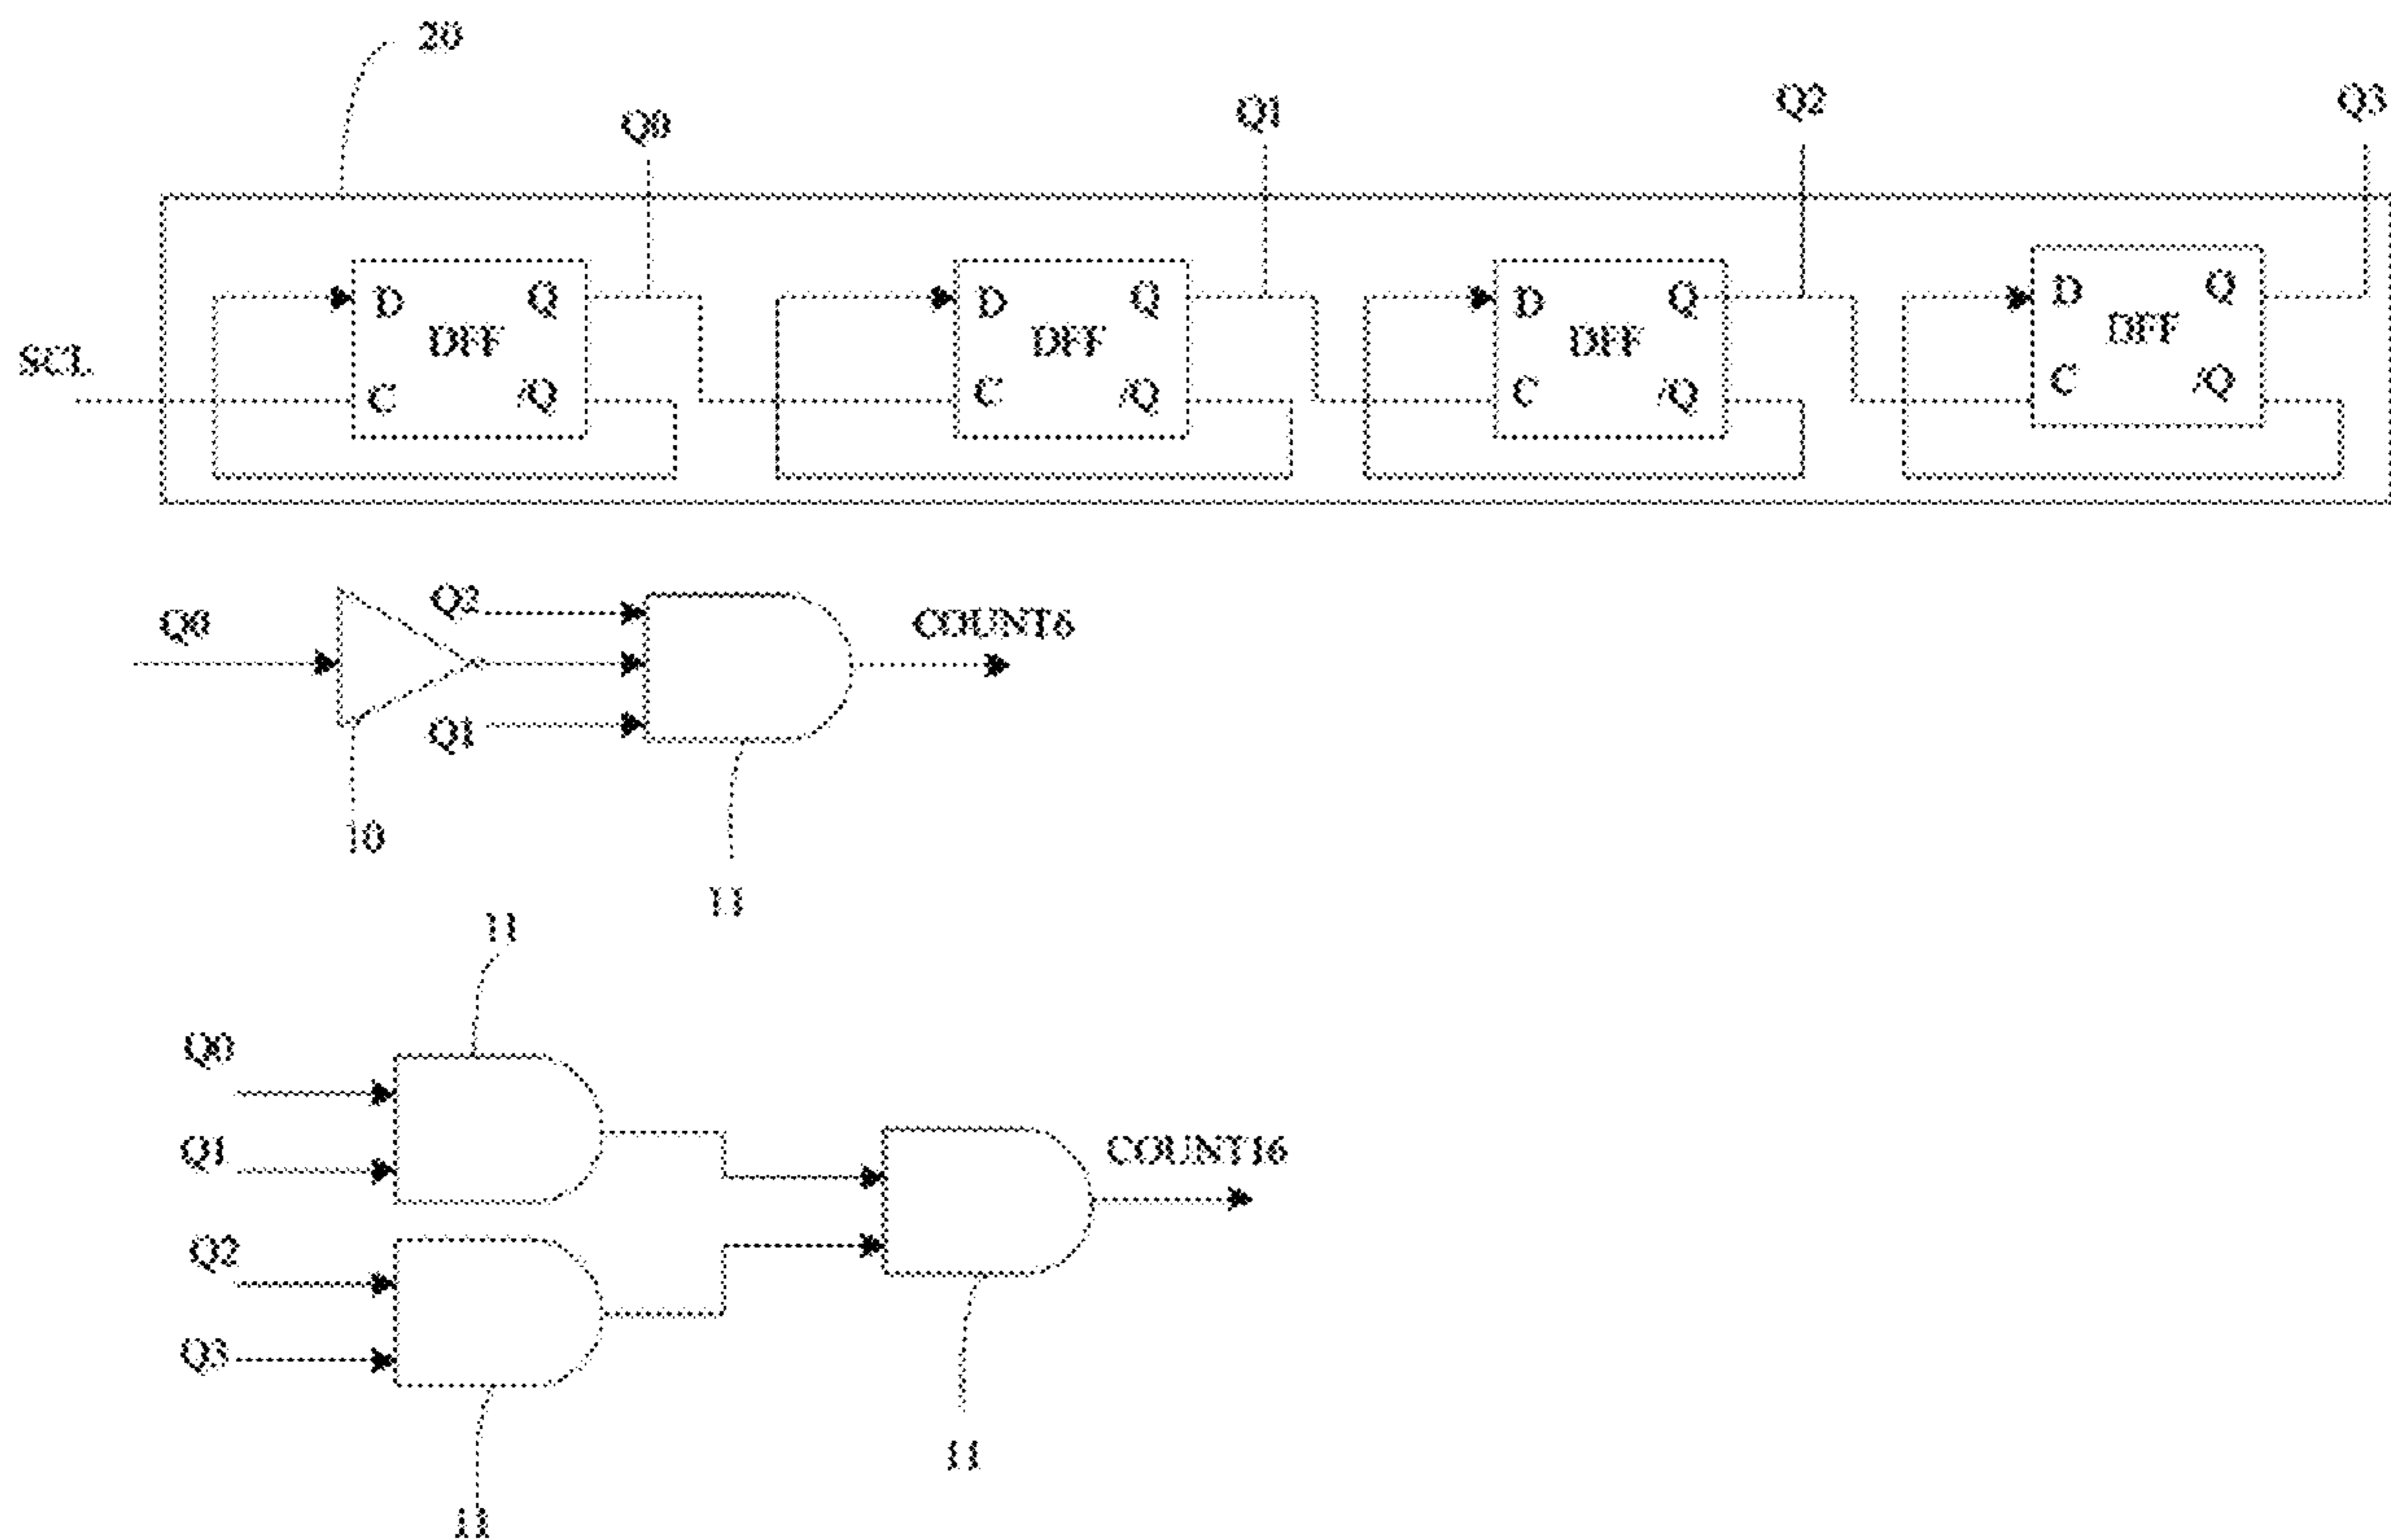 20
Q0
Q1
Q2
Q3
D Q
DFF
C /Q
D Q
DFF
C /Q
D Q
DFF
C /Q
D Q
DFF
C /Q
SCL
Q0
Q2
Q1
COUNT6
10
11
11
Q0
Q1
Q2
Q3
COUNT16
11
11